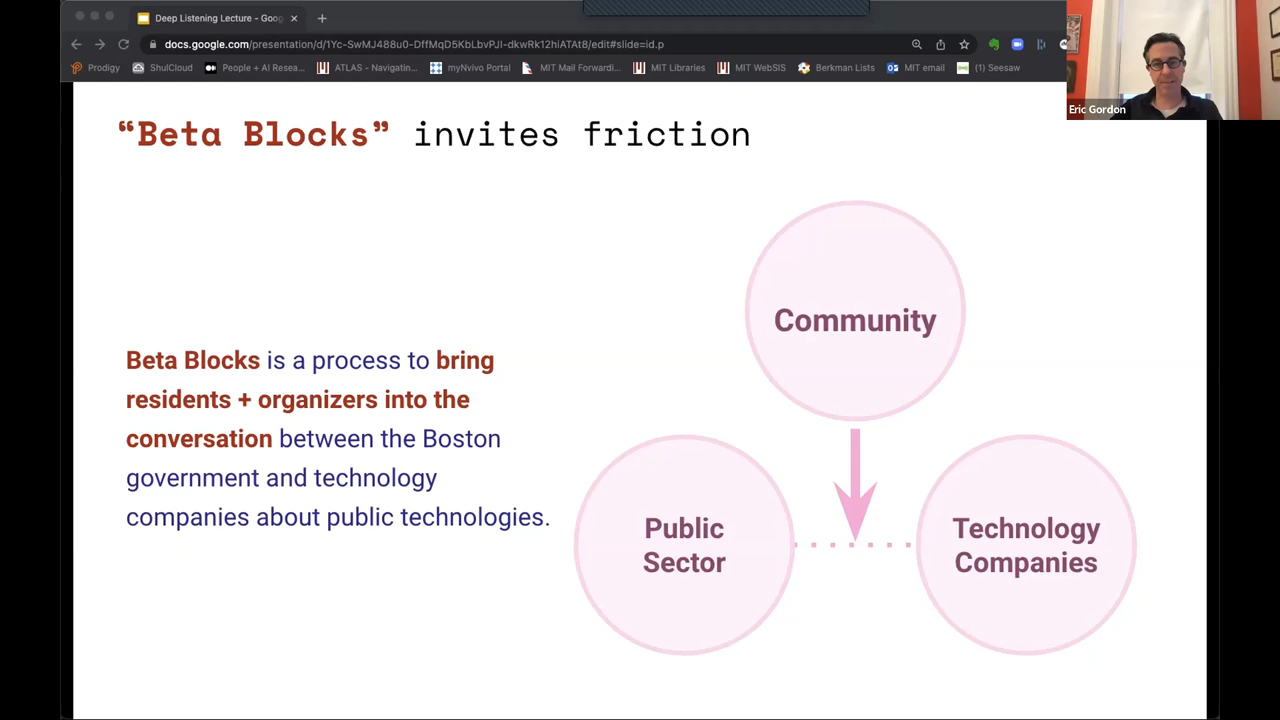 Deep Listening Lecture - Goog
docs.google.com/presentation/d/1Yc-SwMJ488u0-DffMqD5KbLbvPJI-dkwRk12hiATAt8/edit#slide=id.p
Prodigy
ShulCloud
People + AI Resea...
ATLAS - Navigatin...
myNvivo Portal
MIT Mail Forwardi...
MIT Libraries
MIT WebSIS
Berkman Lists
MIT email
(1) Seesaw
Eric Gordon
“Beta Blocks” invites friction
Beta Blocks is a process to bring
residents + organizers into the
conversation between the Boston
government and technology
companies about public technologies.
Community
Public
Sector
Technology
Companies